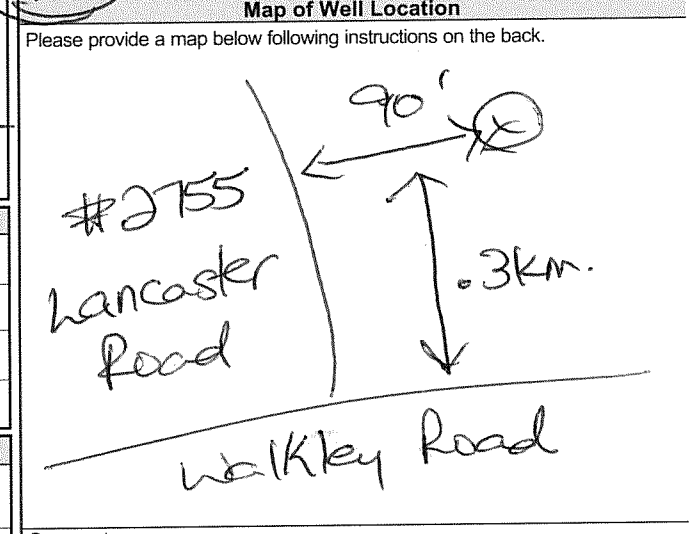 Map of Well Location
Please provide a map below following instructions on the back.
90'
X
#2755
Lancaster
Road
.3km.
Walkley Road